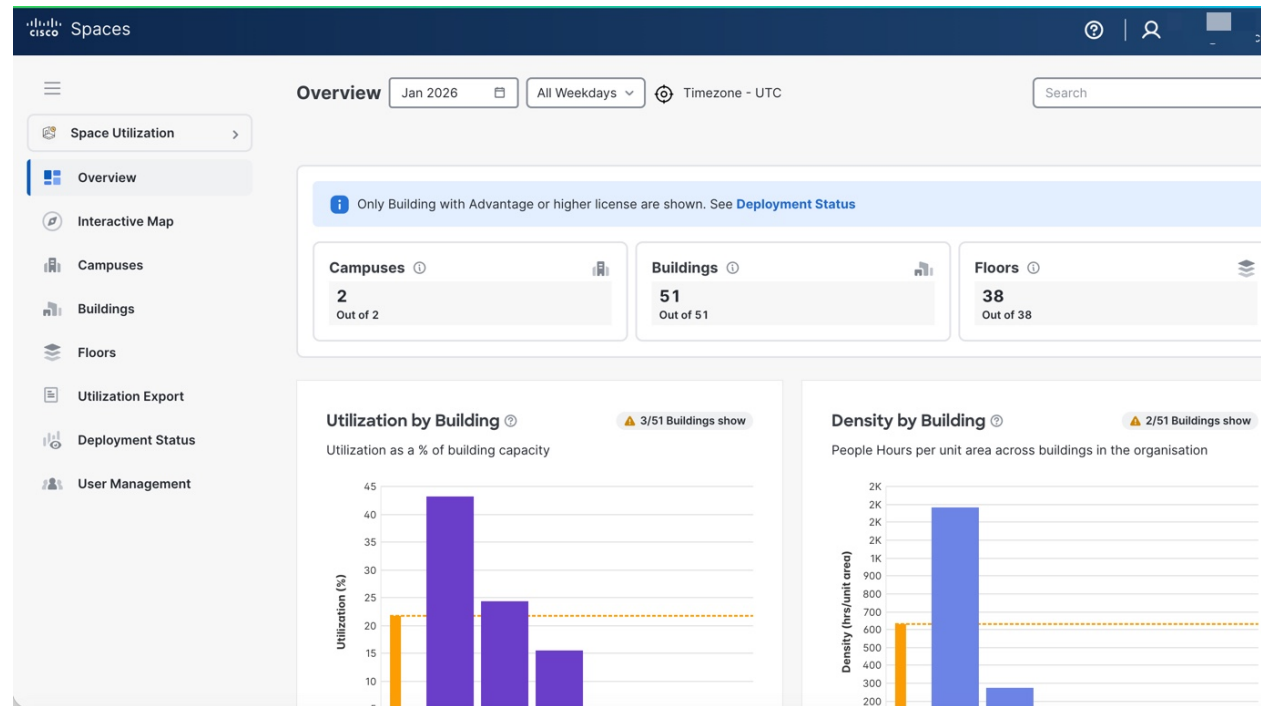 cisco Spaces
Overview
Jan 2026
All Weekdays
Timezone - UTC
Search
Space Utilization
Overview
Interactive Map
Campuses
Buildings
Floors
Utilization Export
Deployment Status
User Management
Only Building with Advantage or higher license are shown. See Deployment Status
Campuses
2
Out of 2
Buildings
51
Out of 51
Floors
38
Out of 38
Utilization by Building
3/51 Buildings show
Utilization as a % of building capacity
Utilization (%)
45
40
35
30
25
20
15
10
Density by Building
2/51 Buildings show
People Hours per unit area across buildings in the organisation
Density (hrs/unit area)
2K
2K
2K
2K
1K
900
800
700
600
500
400
300
200